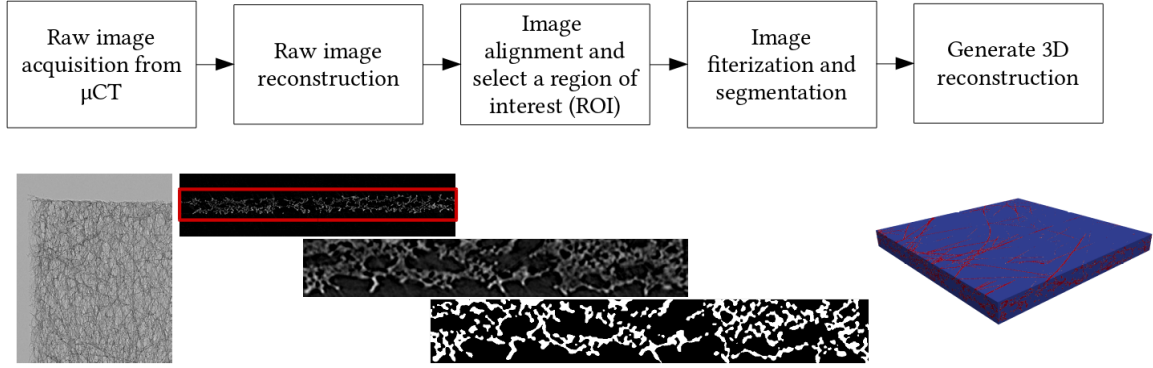 Raw image
acquisition from
μCT
Raw image
reconstruction
Image
alignment and
select a region of
interest (ROI)
Image
fiterization and
segmentation
Generate 3D
reconstruction